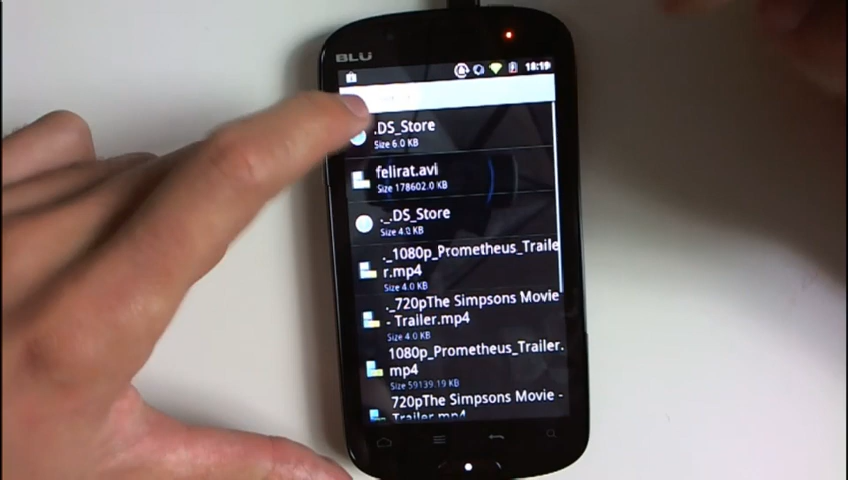 BLU
18:19
.DS_Store
Size 6.0 KB
felirat.avi
Size 178602.0 KB
._.DS_Store
Size 4.0 KB
._1080p_Prometheus_Traile
r.mp4
Size 4.0 KB
._720pThe Simpsons Movie
- Trailer.mp4
Size 4.0 KB
1080p_Prometheus_Trailer.
mp4
Size 59139.19 KB
720pThe Simpsons Movie -
Trailer.mp4